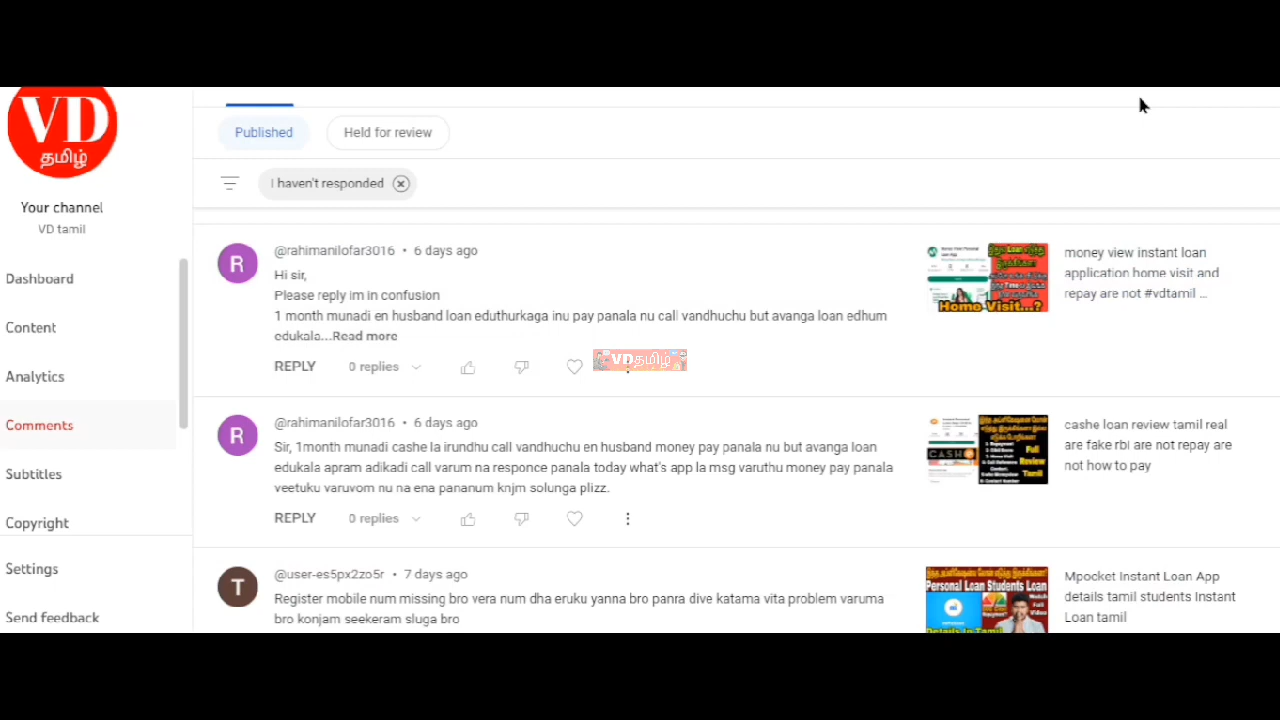 VD
தமிழ்
Your channel
VD tamil
Dashboard
Content
Analytics
Comments
Subtitles
Copyright
Settings
Send feedback
Published
Held for review
I haven't responded
R
@rahimanilofar3016 • 6 days ago
Hi sir,
Please reply im in confusion
1 month munadi en husband loan eduthurkaga inu pay panala nu call vandhuchu but avanga loan edhum
edukala...Read more
REPLY 0 replies
VDதமிழ்
Homo Visit...?
money view instant loan
application home visit and
repay are not #vdtamil ...
R
@rahimanilofar3016 • 6 days ago
Sir, 1month munadi cashe la irundhu call vandhuchu en husband money pay panala nu but avanga loan
edukala apram adikadi call varum na responce panala today what's app la msg varuthu money pay panala
veetuku varuvom nu na ena pananum knjm solunga plizz.
REPLY 0 replies
CASH
Full
Review
Tamil
cashe loan review tamil real
are fake rbi are not repay are
not how to pay
T
@user-es5px2zo5r • 7 days ago
Register mobile num missing bro vera num dha eruku yanna bro panra dive katama vita problem varuma
bro konjam seekeram sluga bro
Personal Loan Students Loan
Details In Tamil
Mpocket Instant Loan App
details tamil students Instant
Loan tamil